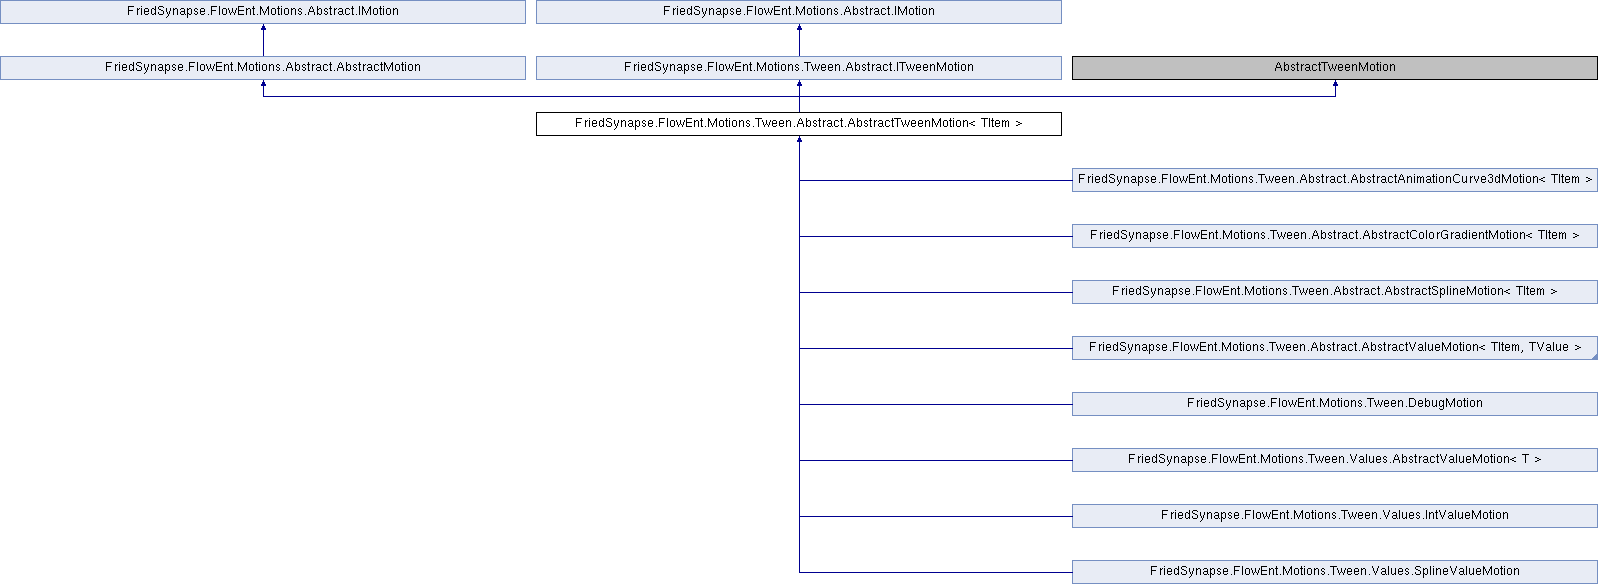 FriedSynapse.FlowEnt.Motions.Abstract.IMotion
FriedSynapse.FlowEnt.Motions.Abstract.IMotion
FriedSynapse.FlowEnt.Motions.Abstract.AbstractMotion
FriedSynapse.FlowEnt.Motions.Tween.Abstract.ITweenMotion
AbstractTweenMotion
FriedSynapse.FlowEnt.Motions.Tween.Abstract.AbstractTweenMotion< TItem >
FriedSynapse.FlowEnt.Motions.Tween.Abstract.AbstractAnimationCurve3dMotion< TItem >
FriedSynapse.FlowEnt.Motions.Tween.Abstract.AbstractColorGradientMotion< TItem >
FriedSynapse.FlowEnt.Motions.Tween.Abstract.AbstractSplineMotion< TItem >
FriedSynapse.FlowEnt.Motions.Tween.Abstract.AbstractValueMotion< TItem, TValue >
FriedSynapse.FlowEnt.Motions.Tween.DebugMotion
FriedSynapse.FlowEnt.Motions.Tween.Values.AbstractValueMotion< T >
FriedSynapse.FlowEnt.Motions.Tween.Values.IntValueMotion
FriedSynapse.FlowEnt.Motions.Tween.Values.SplineValueMotion